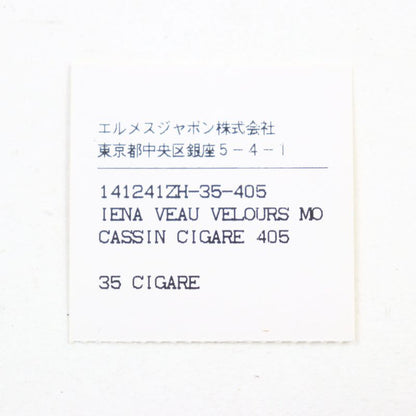 エルメスジャポン株式会社
東京都中央区銀座5-4-1
141241ZH-35-405
IENA VEAU VELOURS MO
CASSIN CIGARE 405
35 CIGARE